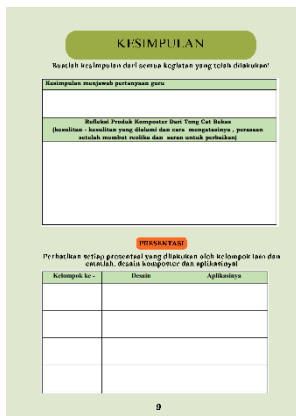 KESIMPULAN
Buatlah kesimpulan dari semua kegiatan yang telah dilakukan!
Kesimpulan menjawab pertanyaan guru
Refleksi Produk Komposter Dari Tong Cat Bekas
(kesulitan - kesulitan yang dialami dan cara mengatasinya , perasaan
setelah membuat replika dan saran untuk perbaikan)
PRESENTASI
Perhatikan setiap presentasi yang dilakukan oleh kelompok lain dan
catatlah, desain komposter dan aplikasinya!
Kelompok ke - Desain Aplikasinya
9